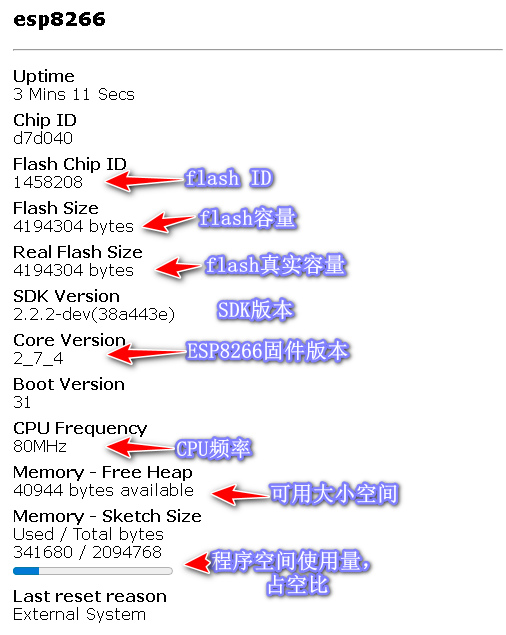 esp8266
Uptime
3 Mins 11 Secs
Chip ID
d7d040
Flash Chip ID
1458208
flash ID
Flash Size
4194304 bytes
flash容量
Real Flash Size
4194304 bytes
flash真实容量
SDK Version
2.2.2-dev(38a443e)
SDK版本
Core Version
2_7_4
ESP8266固件版本
Boot Version
31
CPU Frequency
80MHz
CPU频率
Memory - Free Heap
40944 bytes available
可用大小空间
Memory - Sketch Size
Used / Total bytes
341680 / 2094768
程序空间使用量,
占空比
Last reset reason
External System